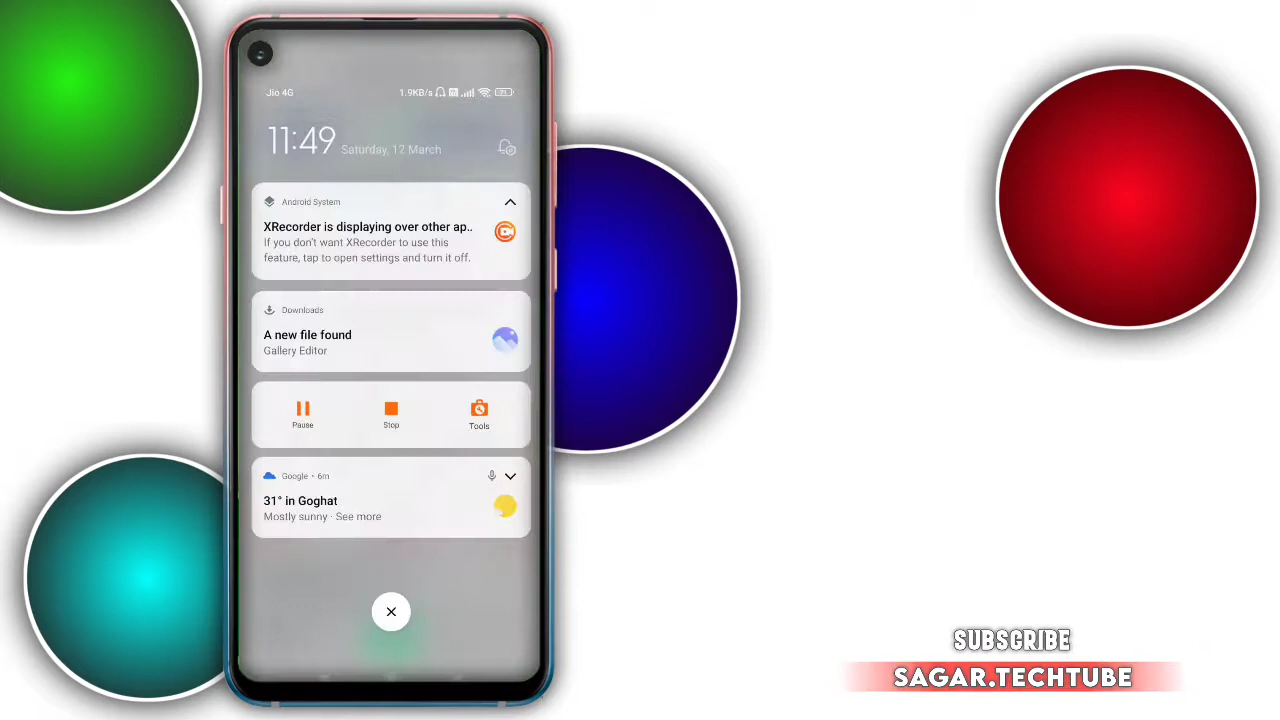 Jio 4G
1.9KB/s
11:49 Saturday, 12 March
Android System
XRecorder is displaying over other ap..
If you don't want XRecorder to use this
feature, tap to open settings and turn it off.
Downloads
A new file found
Gallery Editor
Pause Stop Tools
Google • 6m
31° in Goghat
Mostly sunny · See more
SUBSCRIBE
SAGAR.TECHTUBE